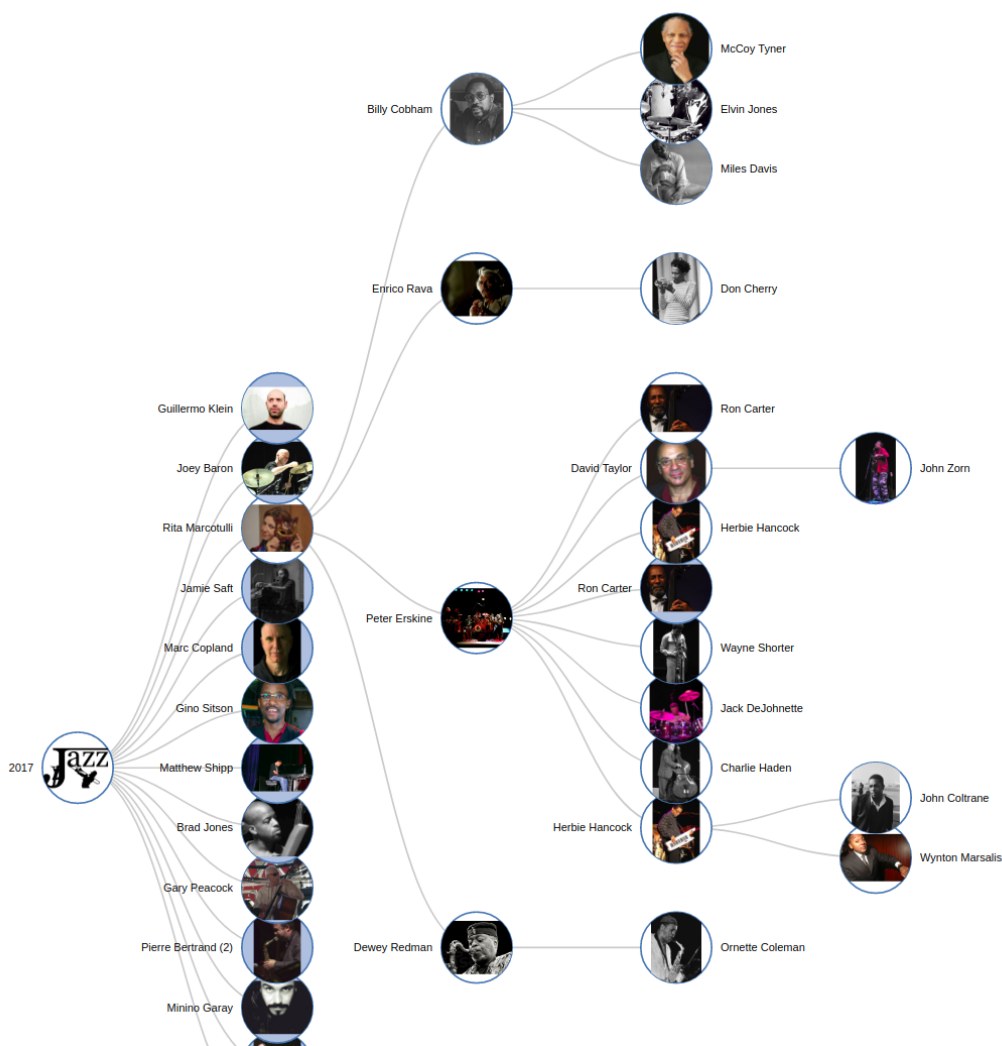 McCoy Tyner
Billy Cobham
Elvin Jones
Miles Davis
Enrico Rava
Don Cherry
Guillermo Klein
Ron Carter
Joey Baron
David Taylor
John Zorn
Rita Marcotulli
Herbie Hancock
Jamie Saft
Ron Carter
Peter Erskine
Marc Copland
Wayne Shorter
Gino Sitson
Jack DeJohnette
2017
Jazz
Matthew Shipp
Charlie Haden
John Coltrane
Brad Jones
Herbie Hancock
Wynton Marsalis
Gary Peacock
Pierre Bertrand (2)
Dewey Redman
Ornette Coleman
Minino Garay